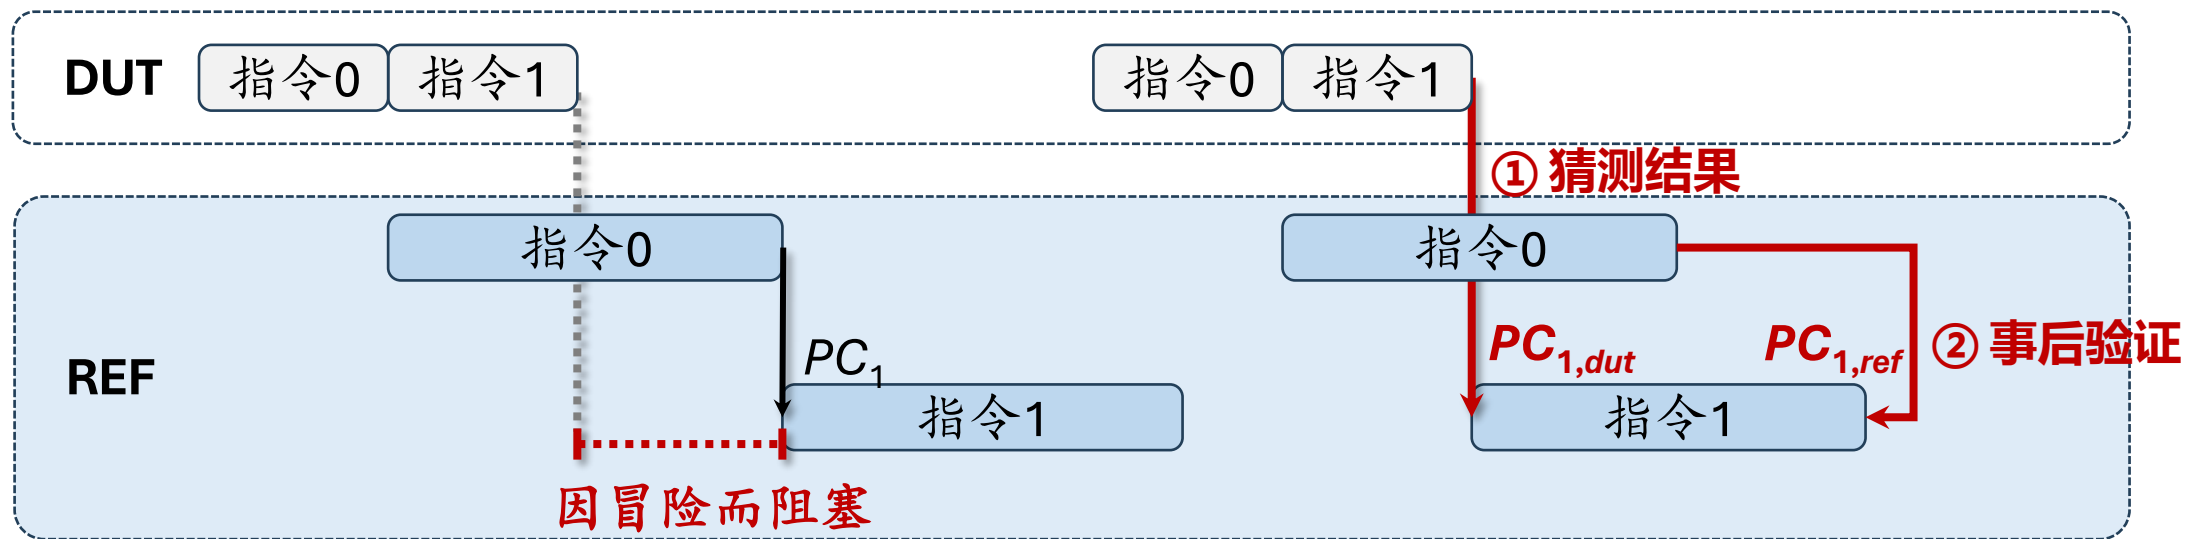 DUT 指令0 指令1 指令0 指令1
① 猜测结果
指令0 指令0
PC1 PC1,dut PC1,ref ② 事后验证
REF
指令1 指令1
因冒险而阻塞